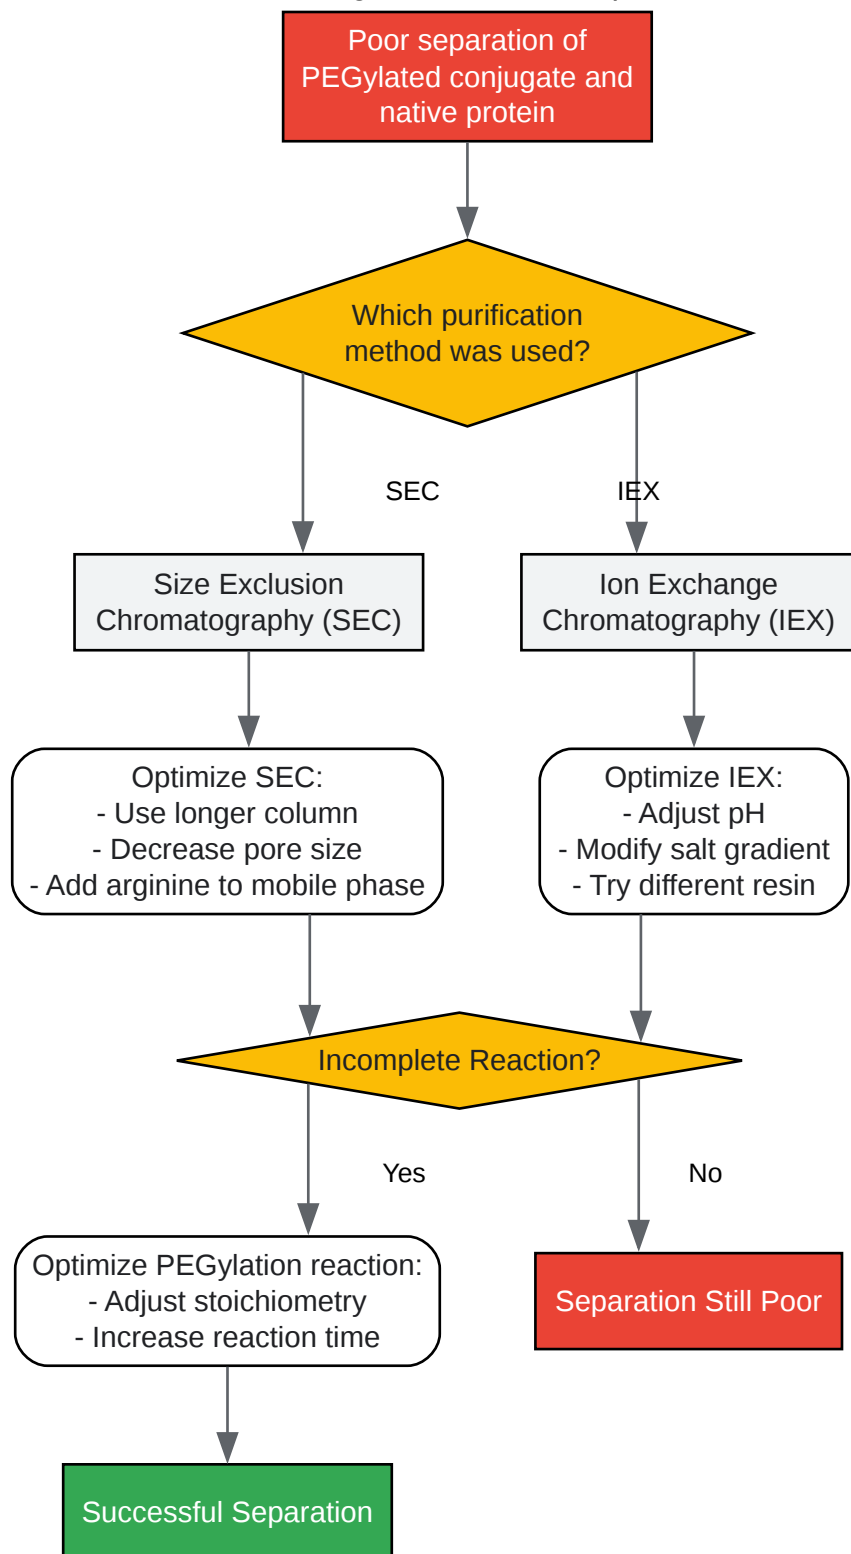 Poor separation of
PEGylated conjugate and
native protein
Which purification
method was used?
SEC
IEX
Size Exclusion
Chromatography (SEC)
Ion Exchange
Chromatography (IEX)
Optimize SEC:
- Use longer column
- Decrease pore size
- Add arginine to mobile phase
Optimize IEX:
- Adjust pH
- Modify salt gradient
- Try different resin
Incomplete Reaction?
Yes
No
Optimize PEGylation reaction:
- Adjust stoichiometry
- Increase reaction time
Separation Still Poor
Successful Separation